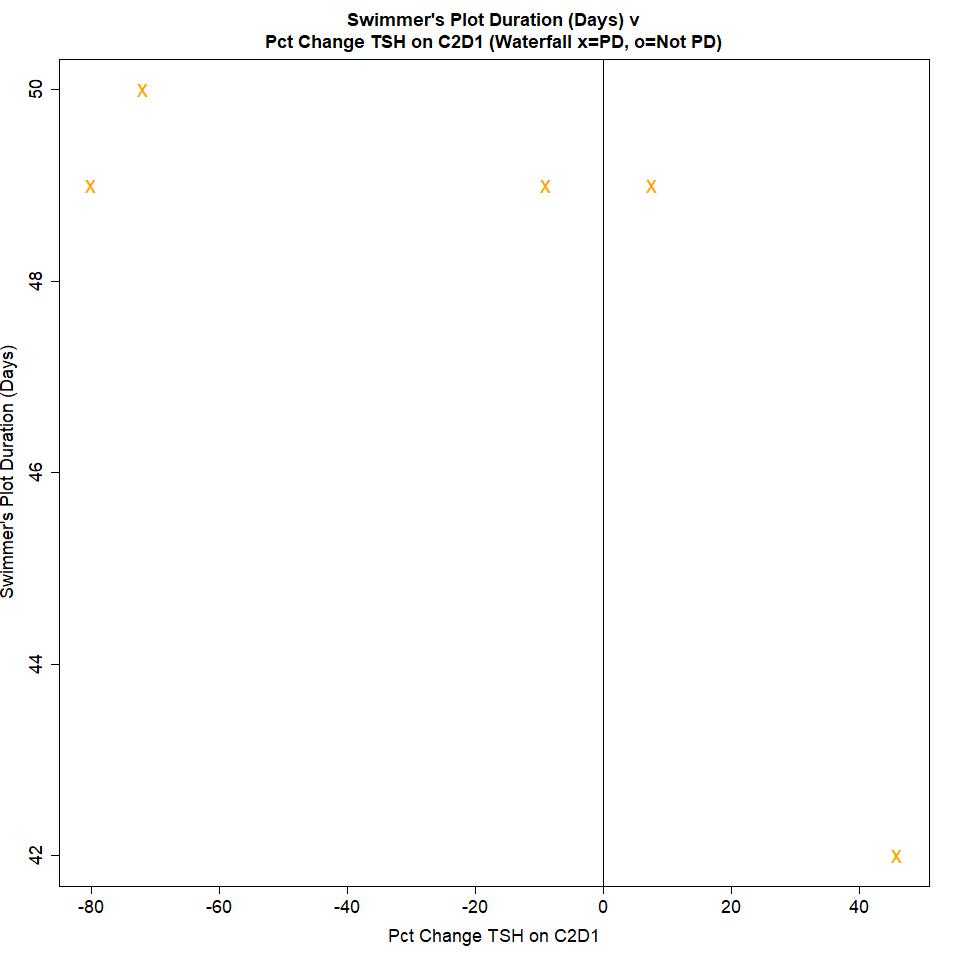 Swimmer's Plot Duration (Days) v
Pct Change TSH on C2D1 (Waterfall x=PD, o=Not PD)
Swimmer's Plot Duration (Days)
50
48
46
44
42
X
X
X
X
X
-80
-60
-40
-20
0
20
40
Pct Change TSH on C2D1